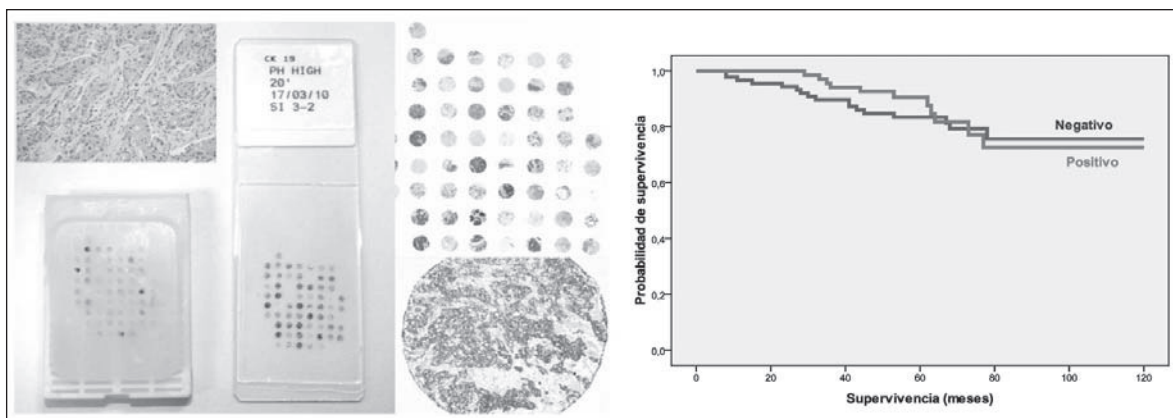 CK 19
PH HIGH
20'
17/03/10
SI 3-2
Probabilidad de supervivencia
1,0
0,8
0,6
0,4
0,2
0,0
Negativo
Positivo
0 20 40 60 80 100 120
Supervivencia (meses)